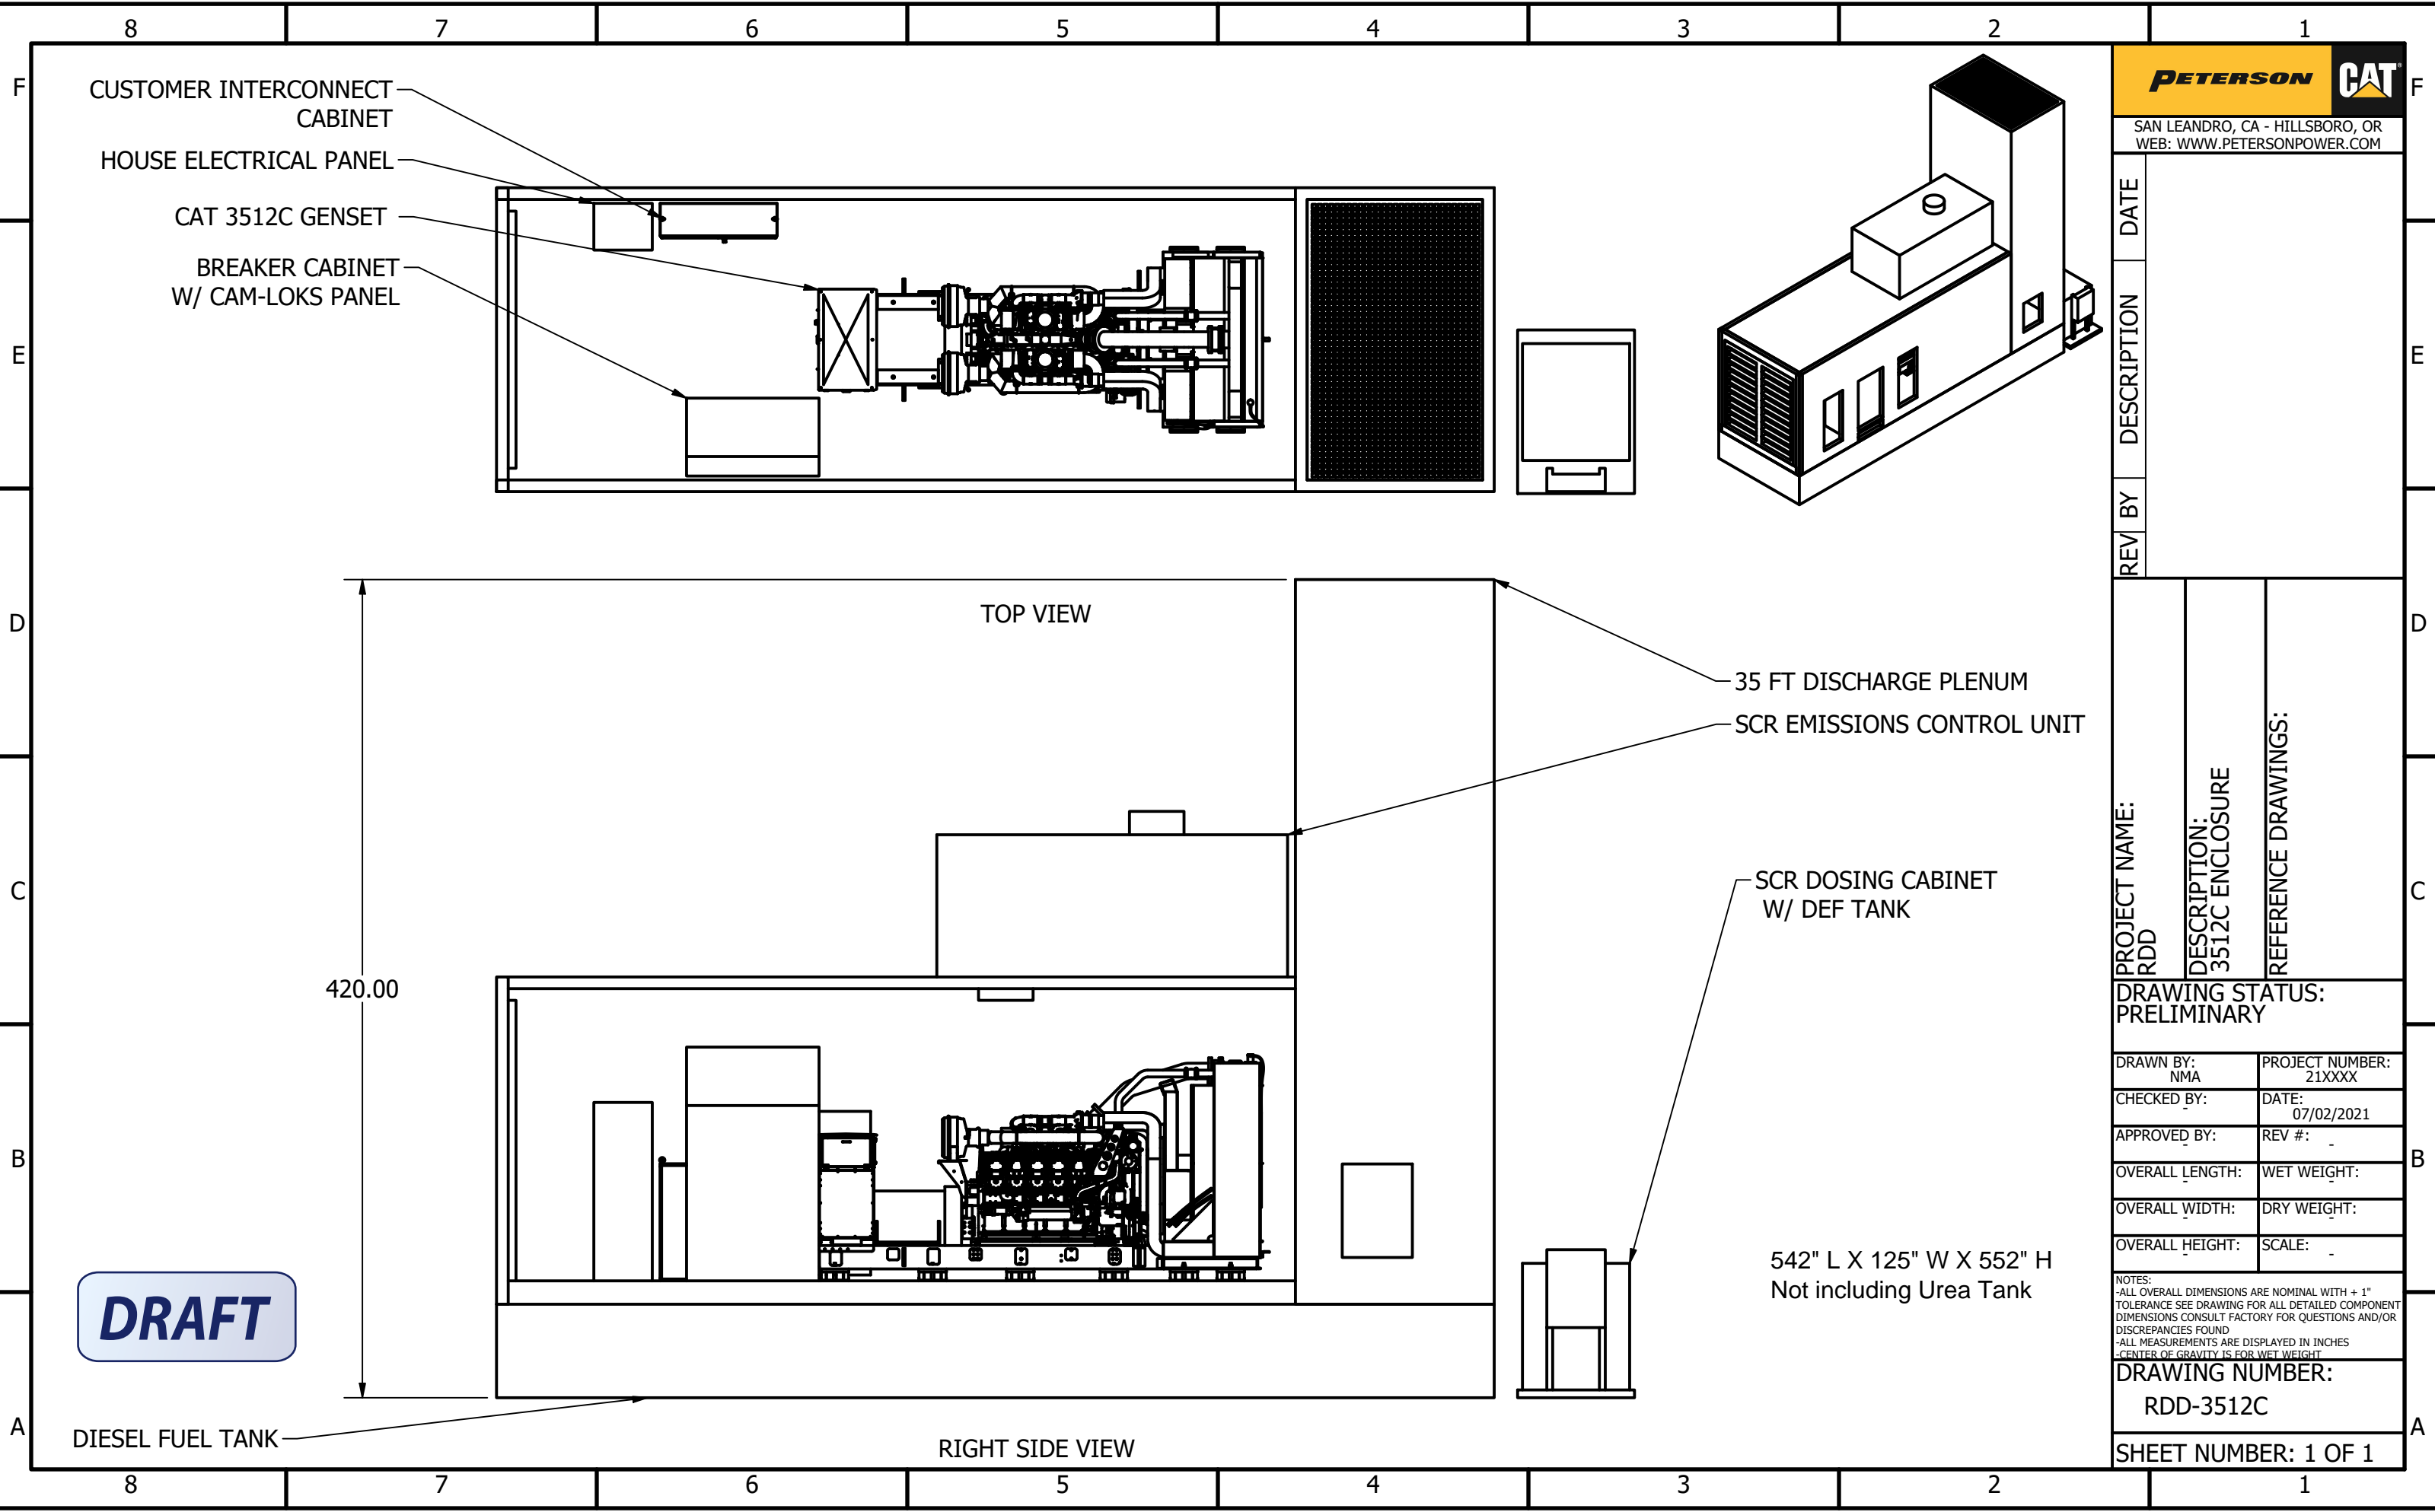 8 7 6 5 4 3 2 1
F
E
D
C
B
A
CUSTOMER INTERCONNECT
CABINET
HOUSE ELECTRICAL PANEL
CAT 3512C GENSET
BREAKER CABINET
W/ CAM-LOKS PANEL
TOP VIEW
35 FT DISCHARGE PLENUM
SCR EMISSIONS CONTROL UNIT
SCR DOSING CABINET
W/ DEF TANK
420.00
542" L X 125" W X 552" H
Not including Urea Tank
DRAFT
DIESEL FUEL TANK
RIGHT SIDE VIEW
PETERSON CAT
SAN LEANDRO, CA - HILLSBORO, OR
WEB: WWW.PETERSONPOWER.COM
REV BY DESCRIPTION DATE
PROJECT NAME:
RDD
DESCRIPTION:
3512C ENCLOSURE
REFERENCE DRAWINGS:
DRAWING STATUS:
PRELIMINARY
DRAWN BY:
NMA
PROJECT NUMBER:
21XXXX
CHECKED BY:
-
DATE:
07/02/2021
APPROVED BY:
-
REV #:
-
OVERALL LENGTH:
-
WET WEIGHT:
-
OVERALL WIDTH:
-
DRY WEIGHT:
-
OVERALL HEIGHT:
-
SCALE:
-
NOTES:
-ALL OVERALL DIMENSIONS ARE NOMINAL WITH + 1"
TOLERANCE SEE DRAWING FOR ALL DETAILED COMPONENT
DIMENSIONS CONSULT FACTORY FOR QUESTIONS AND/OR
DISCREPANCIES FOUND
-ALL MEASUREMENTS ARE DISPLAYED IN INCHES
-CENTER OF GRAVITY IS FOR WET WEIGHT
DRAWING NUMBER:
RDD-3512C
SHEET NUMBER: 1 OF 1
F
E
D
C
B
A
8 7 6 5 4 3 2 1